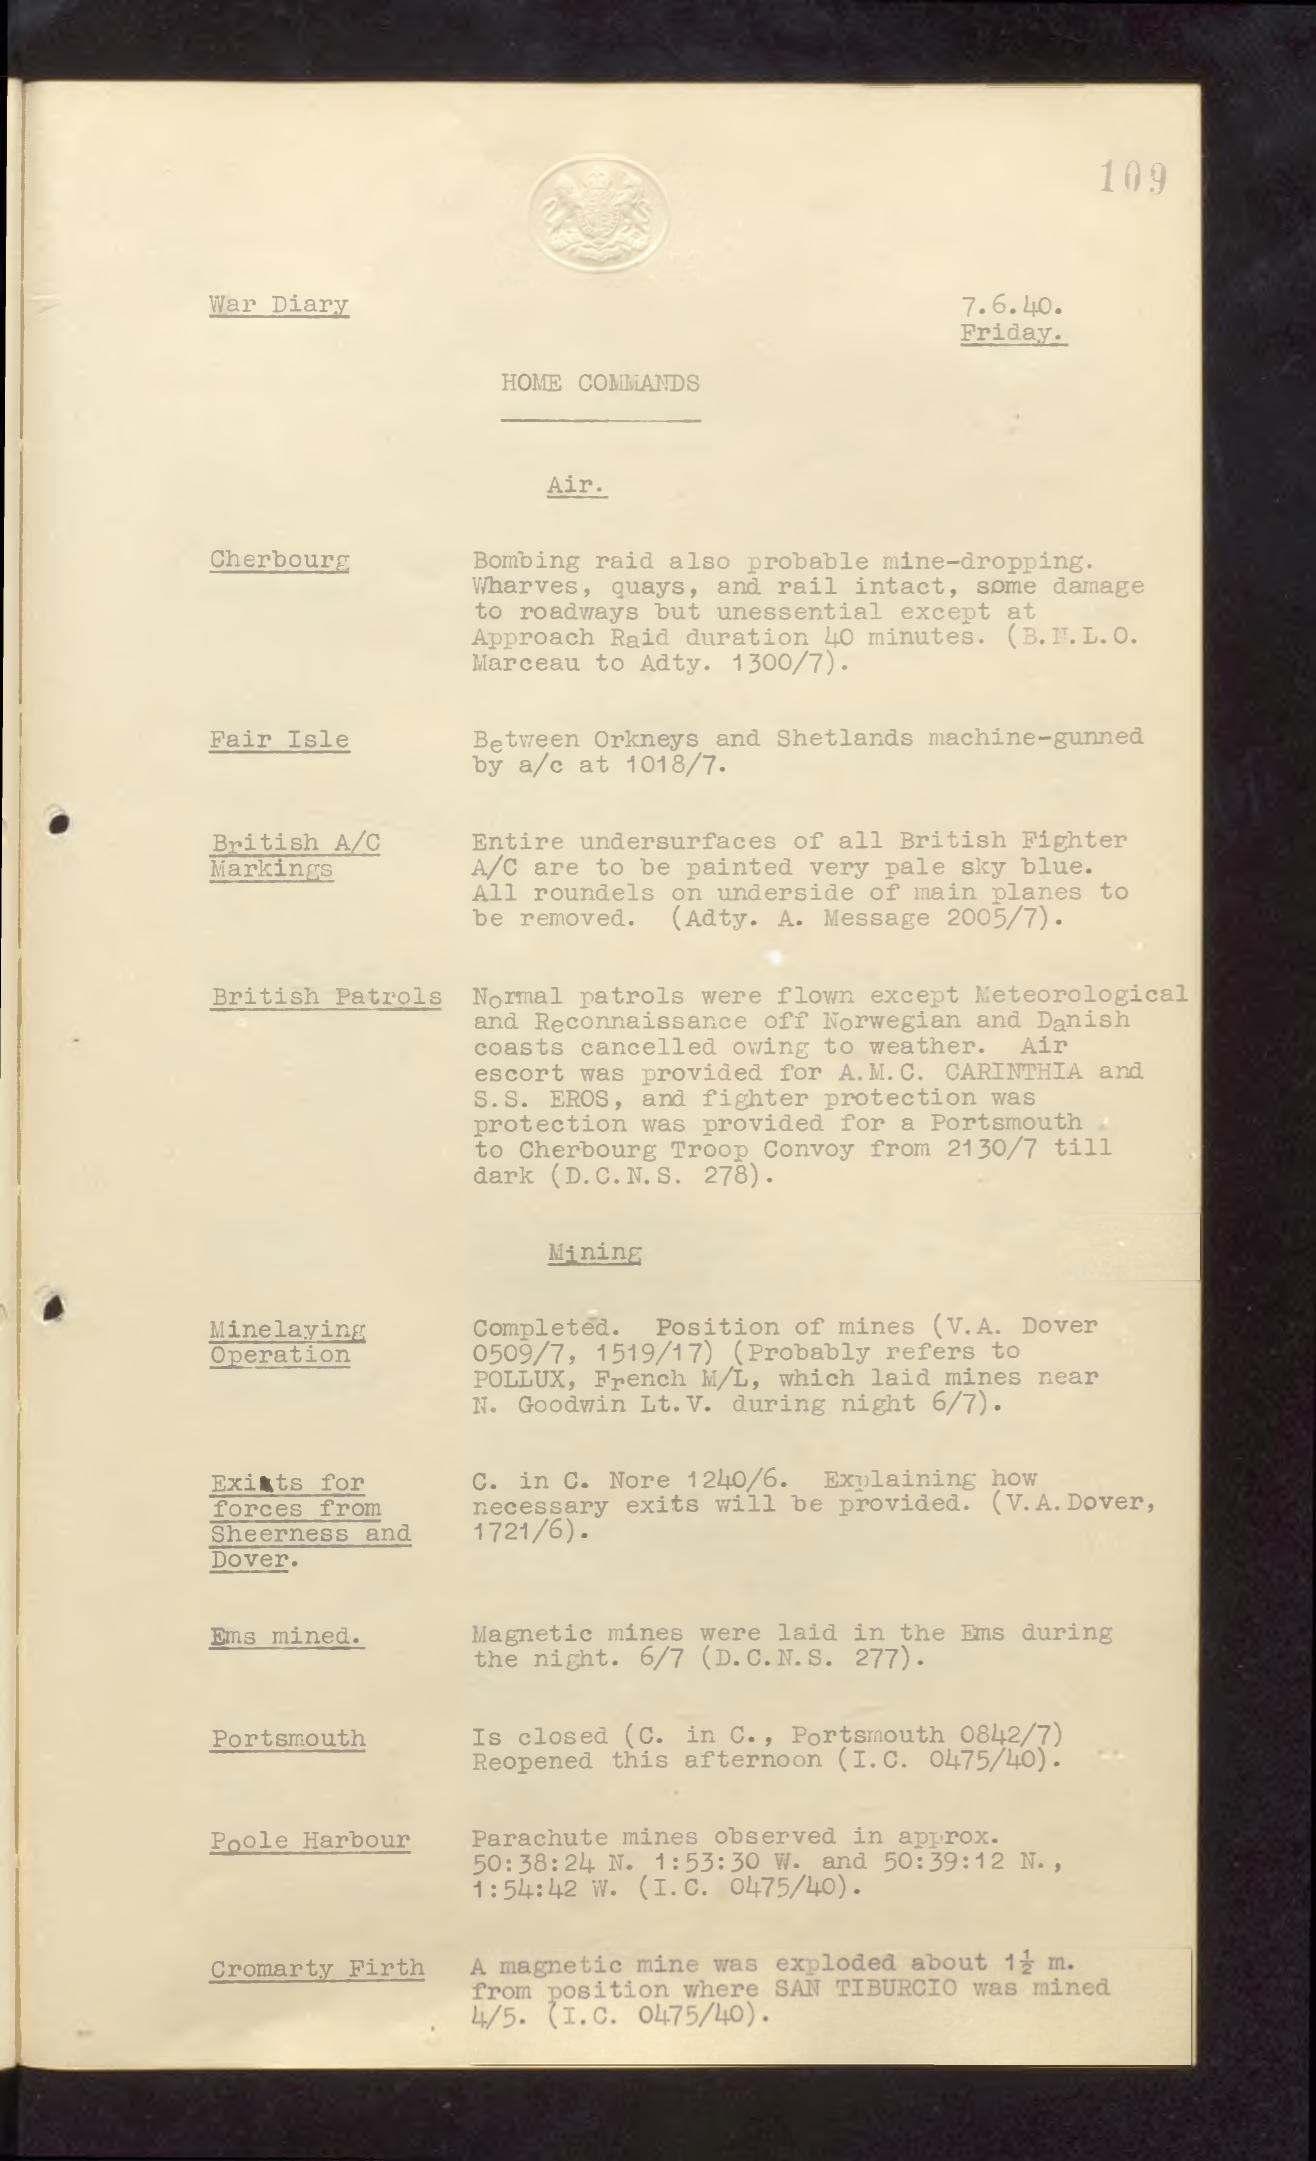 109
War Diary 7.6.40.
Friday.
HOME COMMANDS
Air.
Cherbourg Bombing raid also probable mine-dropping.
Wharves, quays, and rail intact, some damage
to roadways but unessential except at
Approach Raid duration 40 minutes. (B.N.L.O.
Marceau to Adty. 1300/7).
Fair Isle Between Orkneys and Shetlands machine-gunned
by a/c at 1018/7.
British A/C Entire undersurfaces of all British Fighter
Markings A/C are to be painted very pale sky blue.
All roundels on underside of main planes to
be removed. (Adty. A. Message 2005/7).
British Patrols Normal patrols were flown except Meteorological
and Reconnaissance off Norwegian and Danish
coasts cancelled owing to weather. Air
escort was provided for A.M.C. CARINTHIA and
S.S. EROS, and fighter protection was
protection was provided for a Portsmouth
to Cherbourg Troop Convoy from 2130/7 till
dark (D.C.N.S. 278).
Mining
Minelaying Completed. Position of mines (V.A. Dover
Operation 0509/7, 1519/17) (Probably refers to
POLLUX, French M/L, which laid mines near
N. Goodwin Lt.V. during night 6/7).
Exits for C. in C. Nore 1240/6. Explaining how
forces from necessary exits will be provided. (V.A.Dover,
Sheerness and 1721/6).
Dover.
Ems mined. Magnetic mines were laid in the Ems during
the night. 6/7 (D.C.N.S. 277).
Portsmouth Is closed (C. in C., Portsmouth 0842/7)
Reopened this afternoon (I.C. 0475/40).
Poole Harbour Parachute mines observed in approx.
50:38:24 N. 1:53:30 W. and 50:39:12 N.,
1:54:42 W. (I.C. 0475/40).
Cromarty Firth A magnetic mine was exploded about 1½ m.
from position where SAN TIBURCIO was mined
4/5. (I.C. 0475/40).